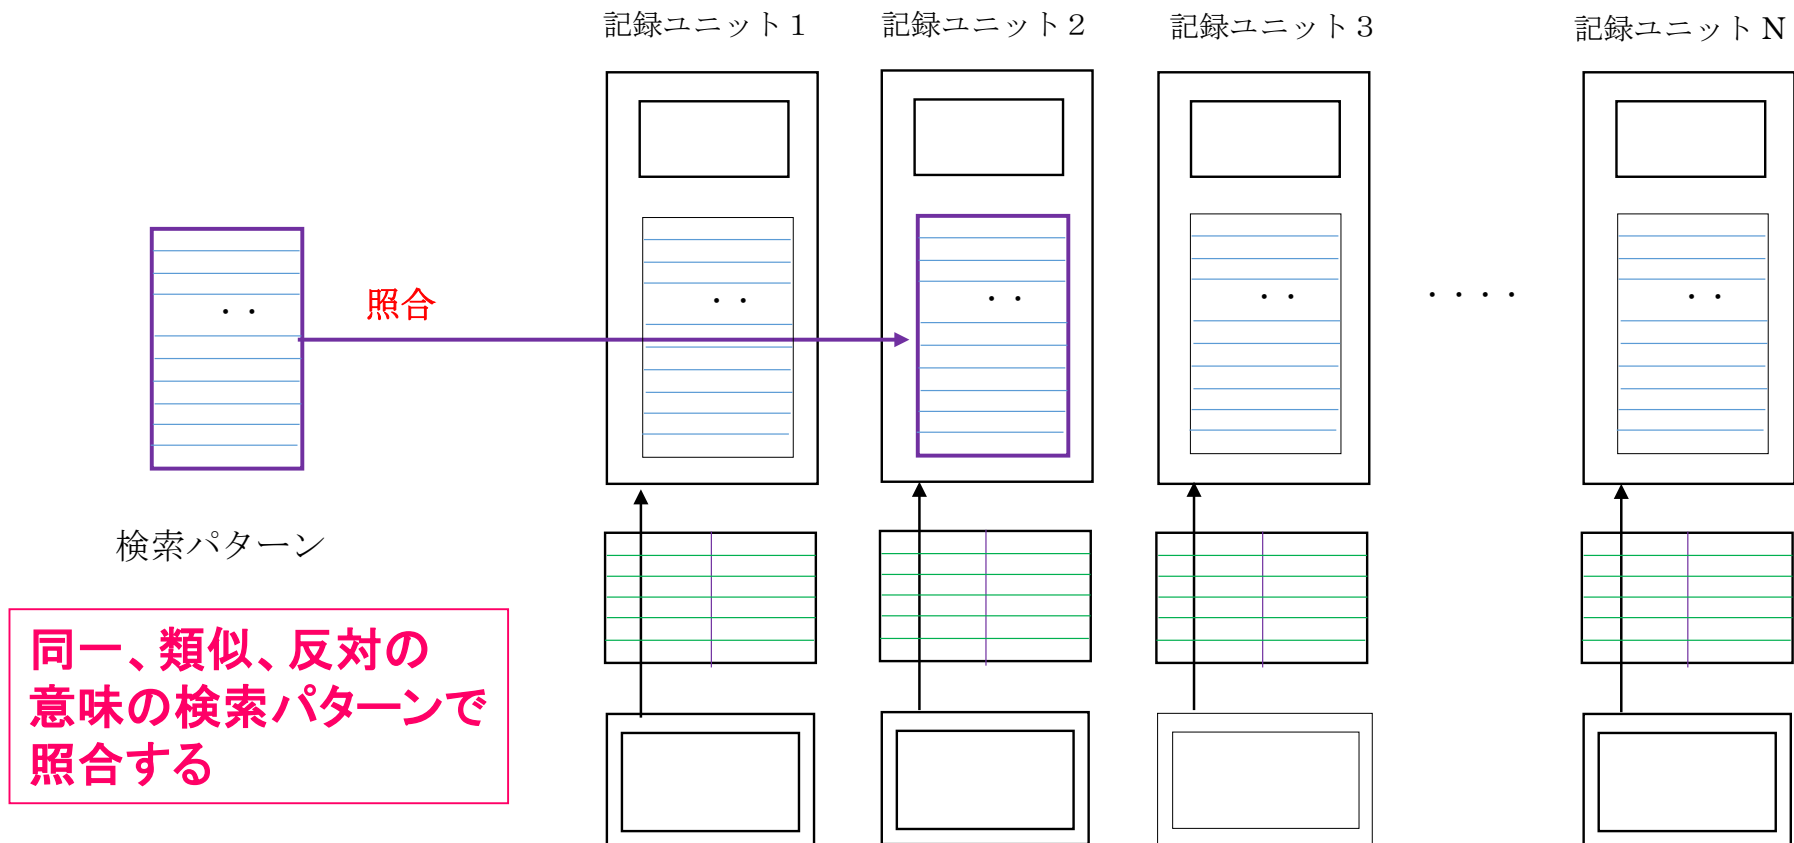 記録ユニット１
記録ユニット２
記録ユニット３
記録ユニット N
・・
・・
・・
・・・・
・・
・・
照合
検索パターン
同一、類似、反対の
意味の検索パターンで
照合する